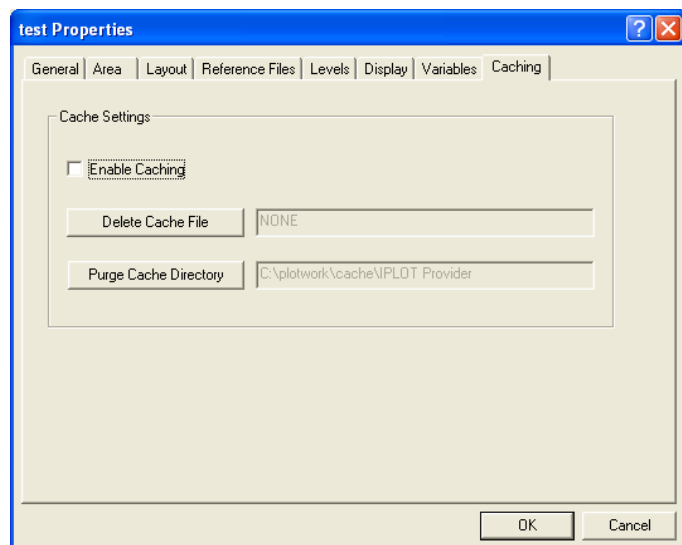 test Properties
General Area Layout Reference Files Levels Display Variables Caching
Cache Settings
Enable Caching
Delete Cache File NONE
Purge Cache Directory C:\plotwork\cache\IPLOT Provider
OK Cancel